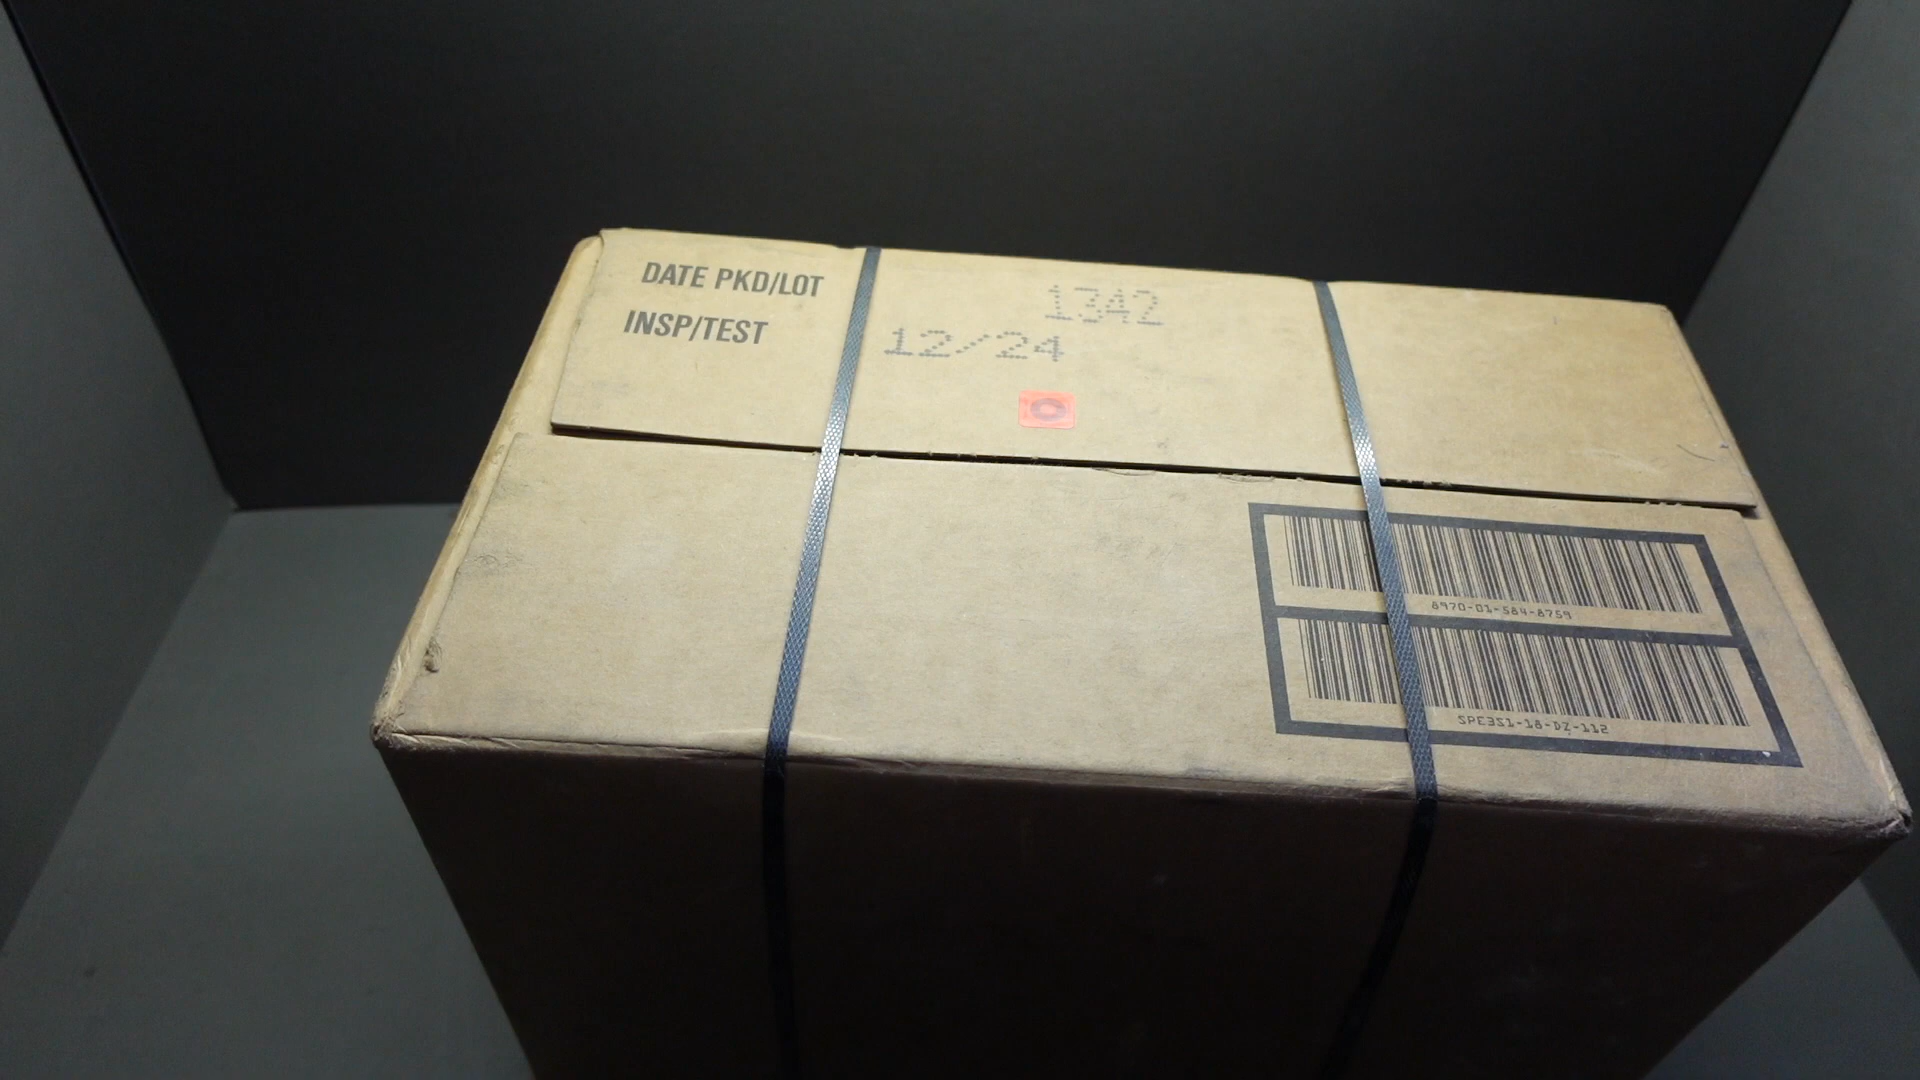 DATE PKD/LOT 1342
INSP/TEST 12/24
8970-01-584-8759
SPE3S1-18-DZ-112